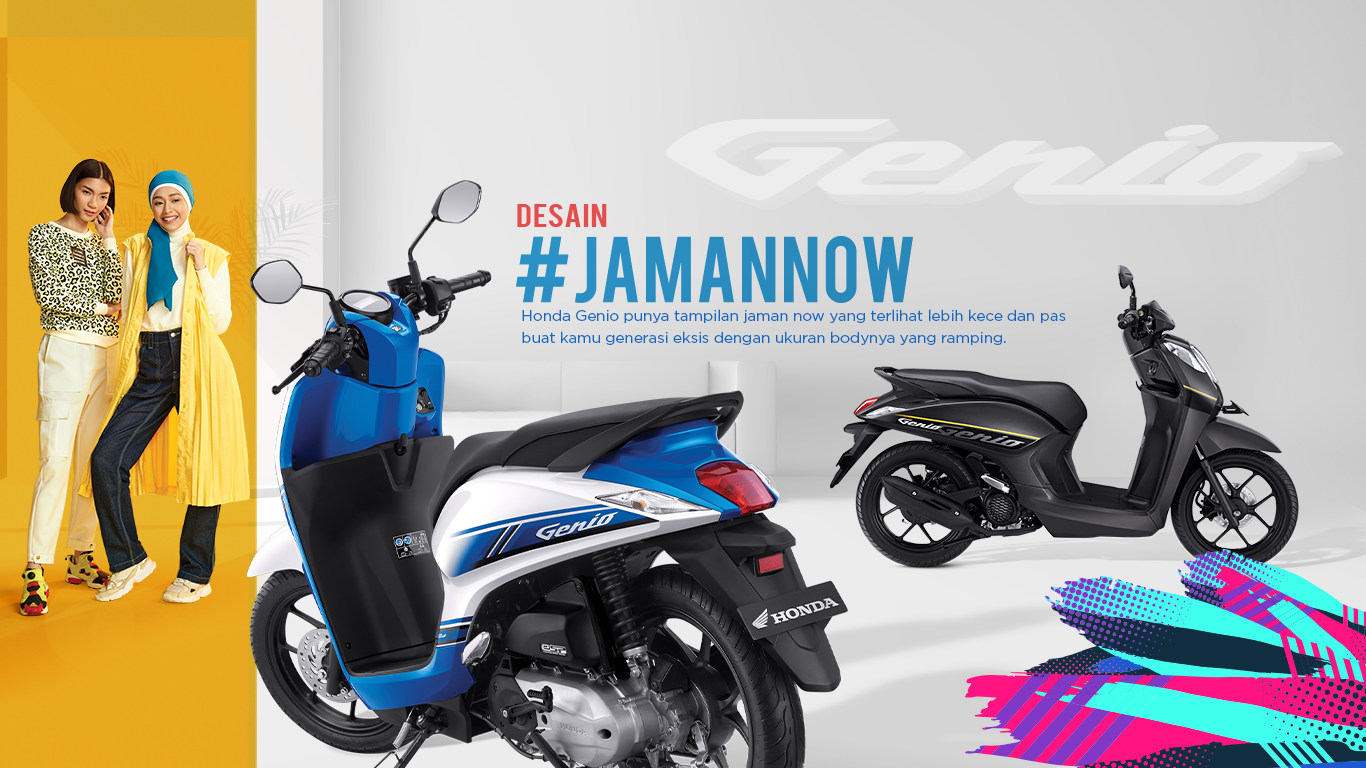 Genio
DESAIN
#JAMANNOW
Honda Genio punya tampilan jaman now yang terlihat lebih kece dan pas
buat kamu generasi eksis dengan ukuran bodynya yang ramping.
Genio Genio
Genio
HONDA